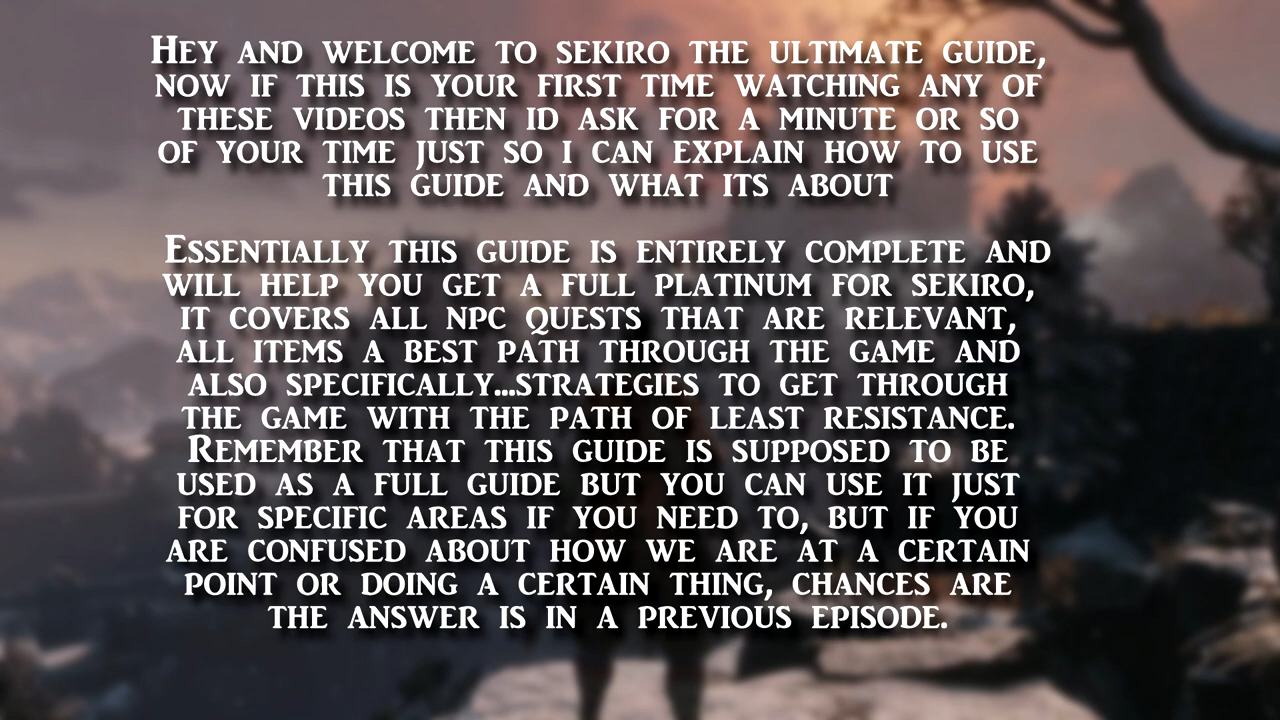 Hey and welcome to sekiro the ultimate guide,
now if this is your first time watching any of
these videos then id ask for a minute or so
of your time just so i can explain how to use
this guide and what its about
Essentially this guide is entirely complete and
will help you get a full platinum for sekiro,
it covers all npc quests that are relevant,
all items a best path through the game and
also specifically...strategies to get through
the game with the path of least resistance.
Remember that this guide is supposed to be
used as a full guide but you can use it just
for specific areas if you need to, but if you
are confused about how we are at a certain
point or doing a certain thing, chances are
the answer is in a previous episode.